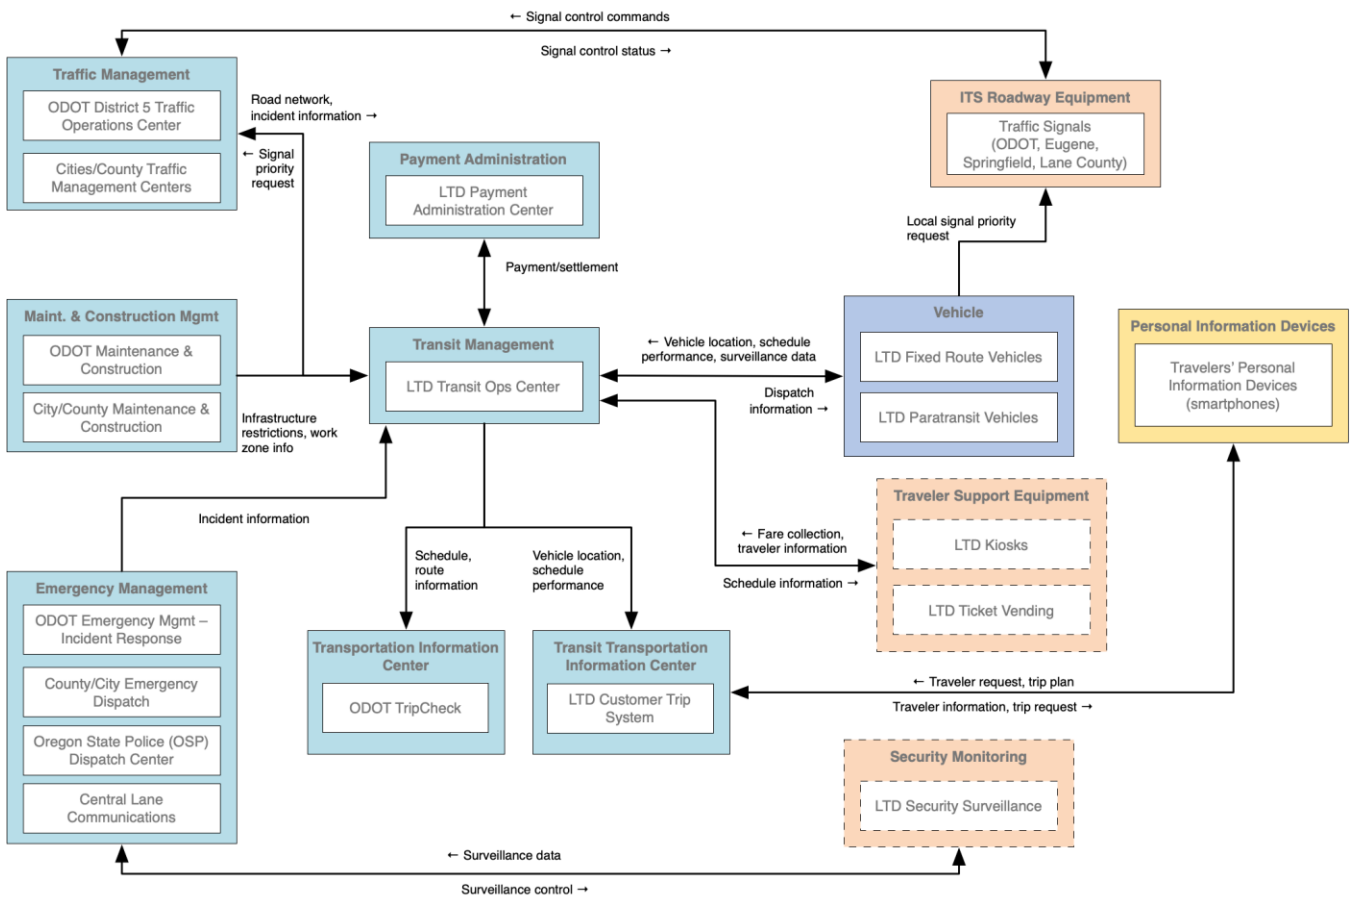 ← Signal control commands
Signal control status →
Traffic Management
ODOT District 5 Traffic
Operations Center
Cities/County Traffic
Management Centers
Road network,
incident information →
← Signal
priority
request
Payment Administration
LTD Payment
Administration Center
Payment/settlement
ITS Roadway Equipment
Traffic Signals
(ODOT, Eugene,
Springfield, Lane County)
Local signal priority
request
Maint. & Construction Mgmt
ODOT Maintenance &
Construction
City/County Maintenance &
Construction
Infrastructure
restrictions, work
zone info
Transit Management
LTD Transit Ops Center
← Vehicle location, schedule
performance, surveillance data
Dispatch
information →
Vehicle
LTD Fixed Route Vehicles
LTD Paratransit Vehicles
Personal Information Devices
Travelers' Personal
Information Devices
(smartphones)
Incident information
Schedule,
route
information
Vehicle location,
schedule
performance
← Fare collection,
traveler information
Schedule information →
Traveler Support Equipment
LTD Kiosks
LTD Ticket Vending
Emergency Management
ODOT Emergency Mgmt –
Incident Response
County/City Emergency
Dispatch
Oregon State Police (OSP)
Dispatch Center
Central Lane
Communications
Transportation Information
Center
ODOT TripCheck
Transit Transportation
Information Center
LTD Customer Trip
System
← Traveler request, trip plan
Traveler information, trip request →
Security Monitoring
LTD Security Surveillance
← Surveillance data
Surveillance control →